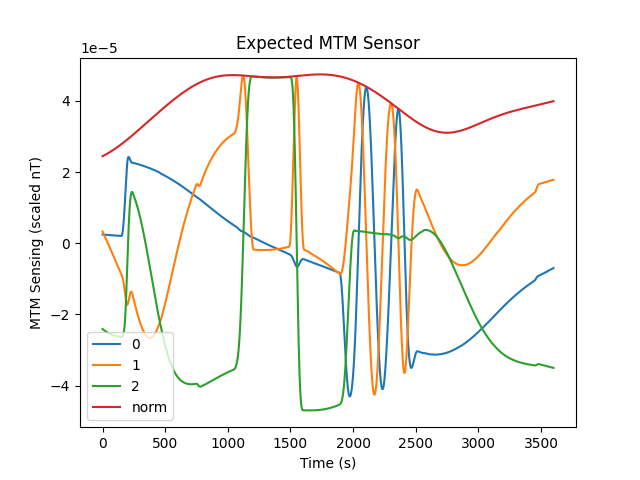 Expected MTM Sensor
1e−5
MTM Sensing (scaled nT)
4
2
0
−2
−4
0
1
2
norm
0 500 1000 1500 2000 2500 3000 3500
Time (s)